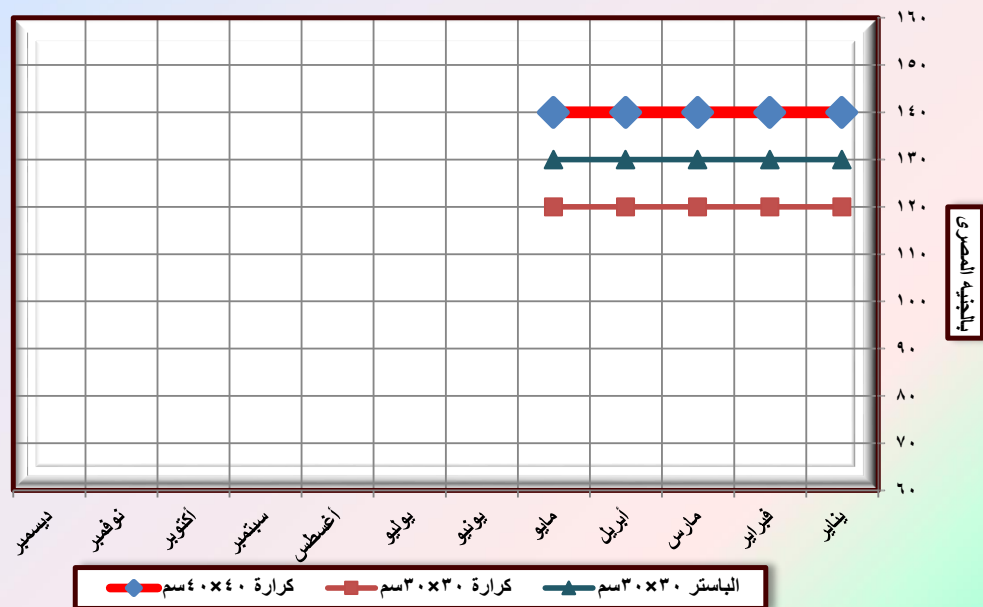 ١٦٠
١٥٠
١٤٠
١٣٠
١٢٠
١١٠
١٠٠
٩٠
٨٠
٧٠
٦٠
بالجنيه المصرى
يناير
فبراير
مارس
أبريل
مايو
يونيو
يوليو
أغسطس
سبتمبر
أكتوبر
نوفمبر
ديسمبر
الباستر ٣٠×٣٠سم كرارة ٣٠×٣٠سم كرارة ٤٠×٤٠سم